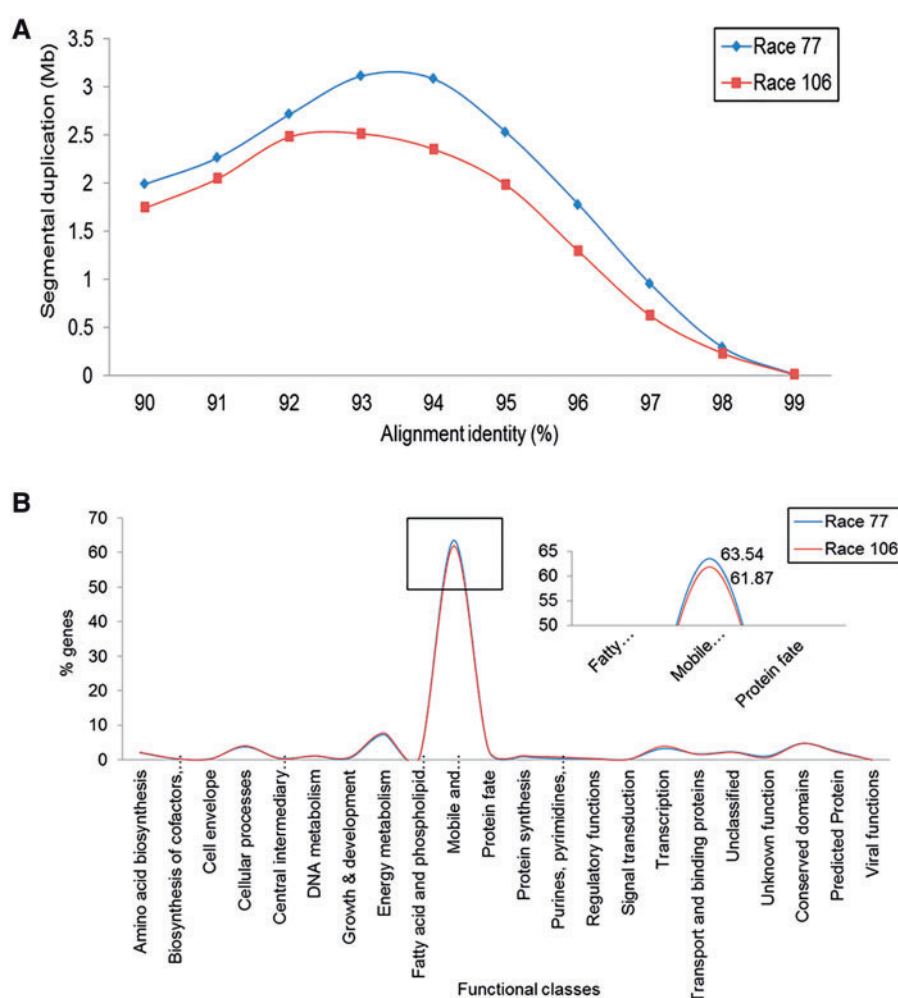 A
Segmental duplication (Mb)
3.5
3
2.5
2
1.5
1
0.5
0
90 91 92 93 94 95 96 97 98 99
Alignment identity (%)
Race 77
Race 106
B
% genes
70
60
50
40
30
20
10
0
Amino acid biosynthesis
Biosynthesis of cofactors,...
Cell envelope
Cellular processes
Central intermediary...
DNA metabolism
Growth & development
Energy metabolism
Fatty acid and phospholipid...
Mobile and...
Protein fate
Protein synthesis
Purines, pyrimidines,...
Regulatory functions
Signal transduction
Transcription
Transport and binding proteins
Unclassified
Unknown function
Conserved domains
Predicted Protein
Viral functions
Functional classes
Race 77
Race 106
65
60
55
50
63.54
61.87
Fatty...
Mobile...
Protein fate